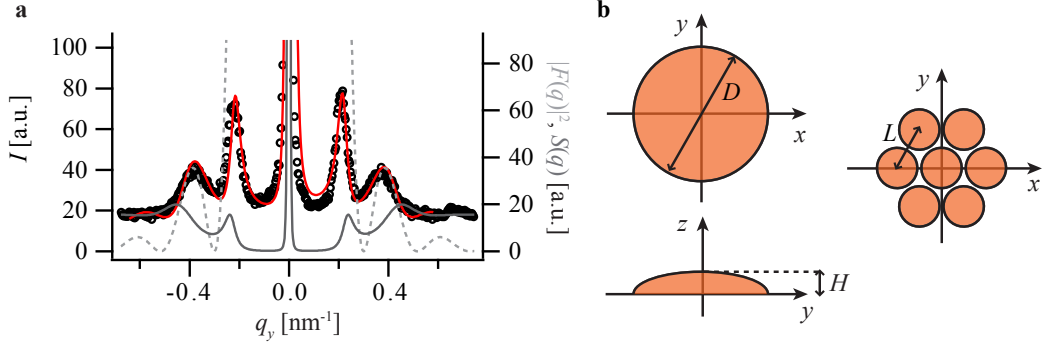 a
I [a.u.]
100
80
60
40
20
0
-0.4
0.0
0.4
q_y [nm⁻¹]
80
60
40
20
0
|F(q)|², S(q) [a.u.]
b
y
D
x
z
H
y
y
L
x